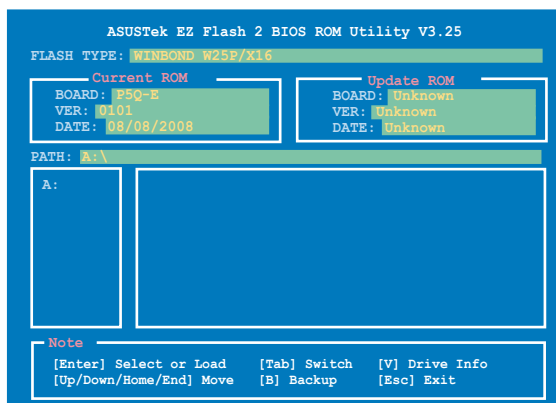 ASUSTek EZ Flash 2 BIOS ROM Utility V3.25
FLASH TYPE: WINBOND W25P/X16
Current ROM
BOARD: P5Q-E
VER: 0101
DATE: 08/08/2008
Update ROM
BOARD: Unknown
VER: Unknown
DATE: Unknown
PATH: A:\
A:
Note
[Enter] Select or Load [Tab] Switch [V] Drive Info
[Up/Down/Home/End] Move [B] Backup [Esc] Exit